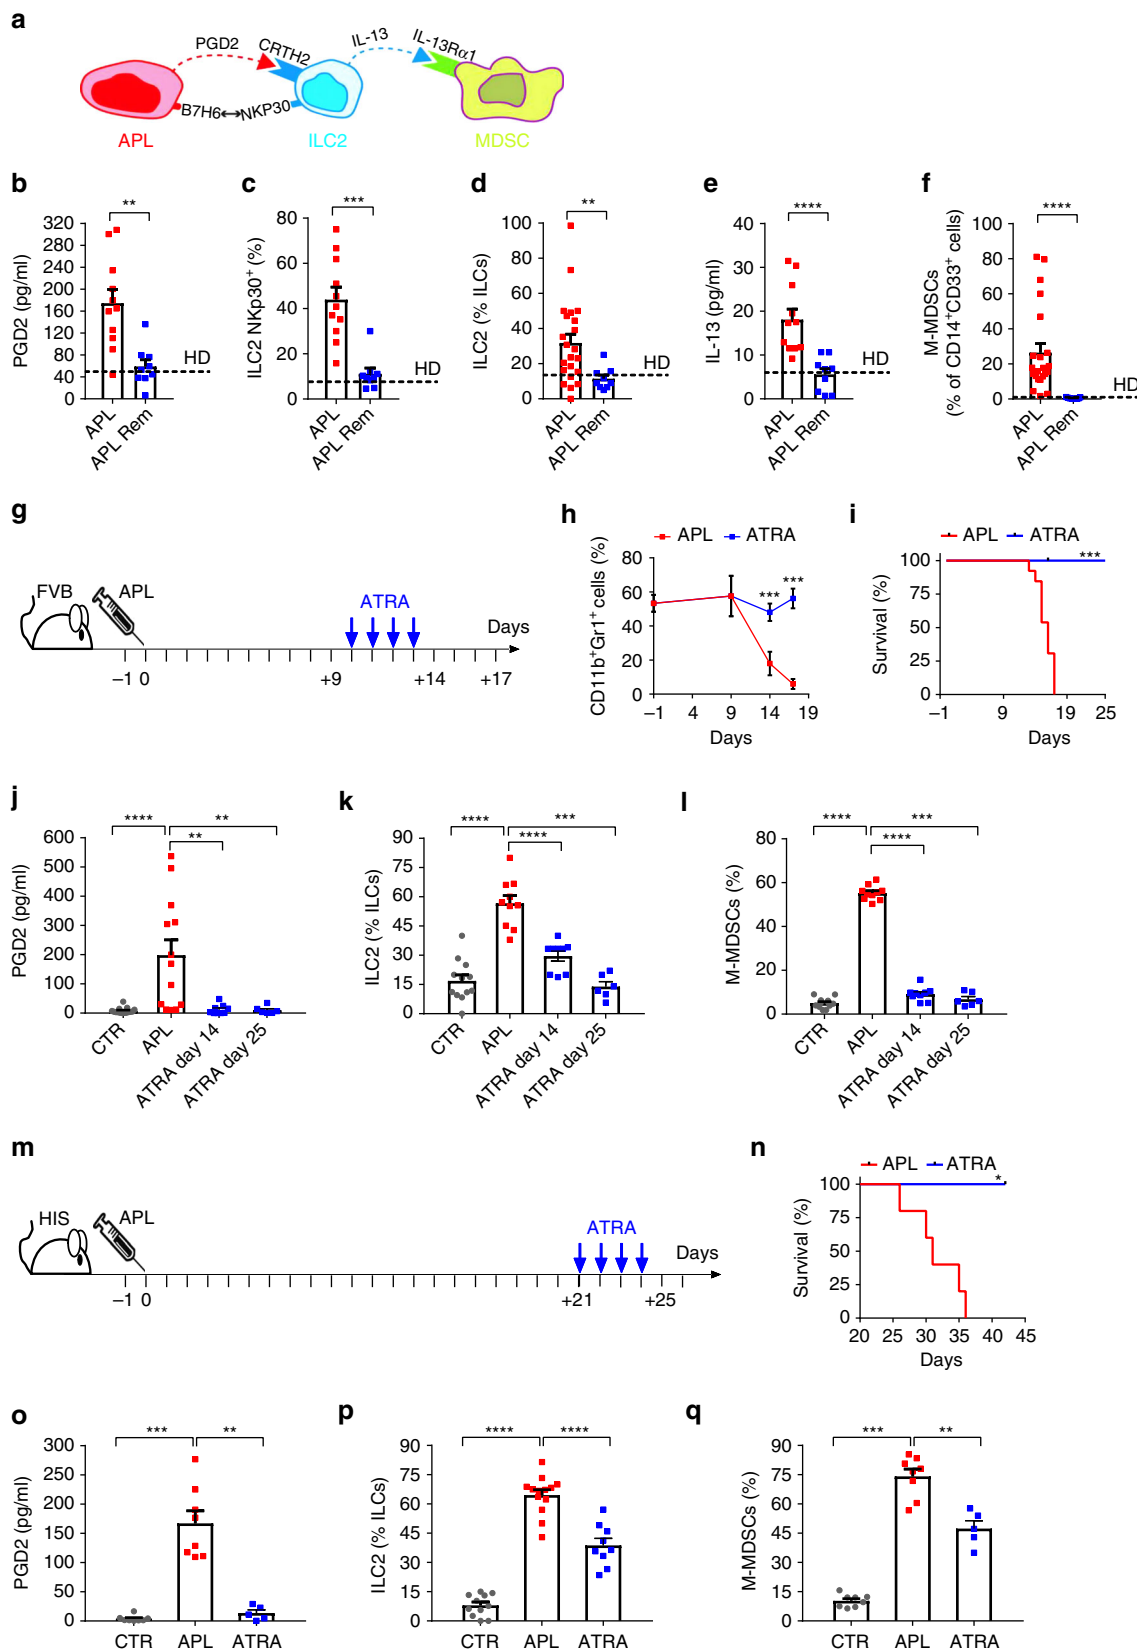 a
PGD2
CRTH2
IL-13
IL-13Rα1
B7H6↔NKP30
APL
ILC2
MDSC
b
PGD2 (pg/ml)
320
280
240
200
160
120
80
40
0
**
HD
APL
APL Rem
c
ILC2 NKp30⁺ (%)
80
60
40
20
0
***
HD
APL
APL Rem
d
ILC2 (% ILCs)
100
80
60
40
20
0
**
HD
APL
APL Rem
e
IL-13 (pg/ml)
40
30
20
10
0
****
HD
APL
APL Rem
f
M-MDSCs
(% of CD14⁺CD33⁺ cells)
100
80
60
40
20
0
****
HD
APL
APL Rem
g
FVB
APL
ATRA
Days
–1 0
+9
+14
+17
h
APL
ATRA
CD11b⁺Gr1⁺ cells (%)
80
60
40
20
0
***
***
–1 4 9 14 19
Days
i
APL
ATRA
Survival (%)
100
75
50
25
0
***
–1 9 19 25
Days
j
PGD2 (pg/ml)
600
500
400
300
200
100
0
**** **
**
CTR
APL
ATRA day 14
ATRA day 25
k
ILC2 (% ILCs)
90
60
45
30
15
0
**** ***
****
CTR
APL
ATRA day 14
ATRA day 25
l
M-MDSCs (%)
80
60
40
20
0
**** ***
****
CTR
APL
ATRA day 14
ATRA day 25
m
HIS
APL
ATRA
Days
–1 0
+21
+25
n
APL
ATRA
Survival (%)
100
75
50
25
0
*
20 25 30 35 40 45
Days
o
PGD2 (pg/ml)
300
250
200
150
100
50
0
*** **
CTR APL ATRA
p
ILC2 (% ILCs)
90
75
60
45
30
15
0
**** ****
CTR APL ATRA
q
M-MDSCs (%)
90
75
60
45
30
15
0
*** **
CTR APL ATRA